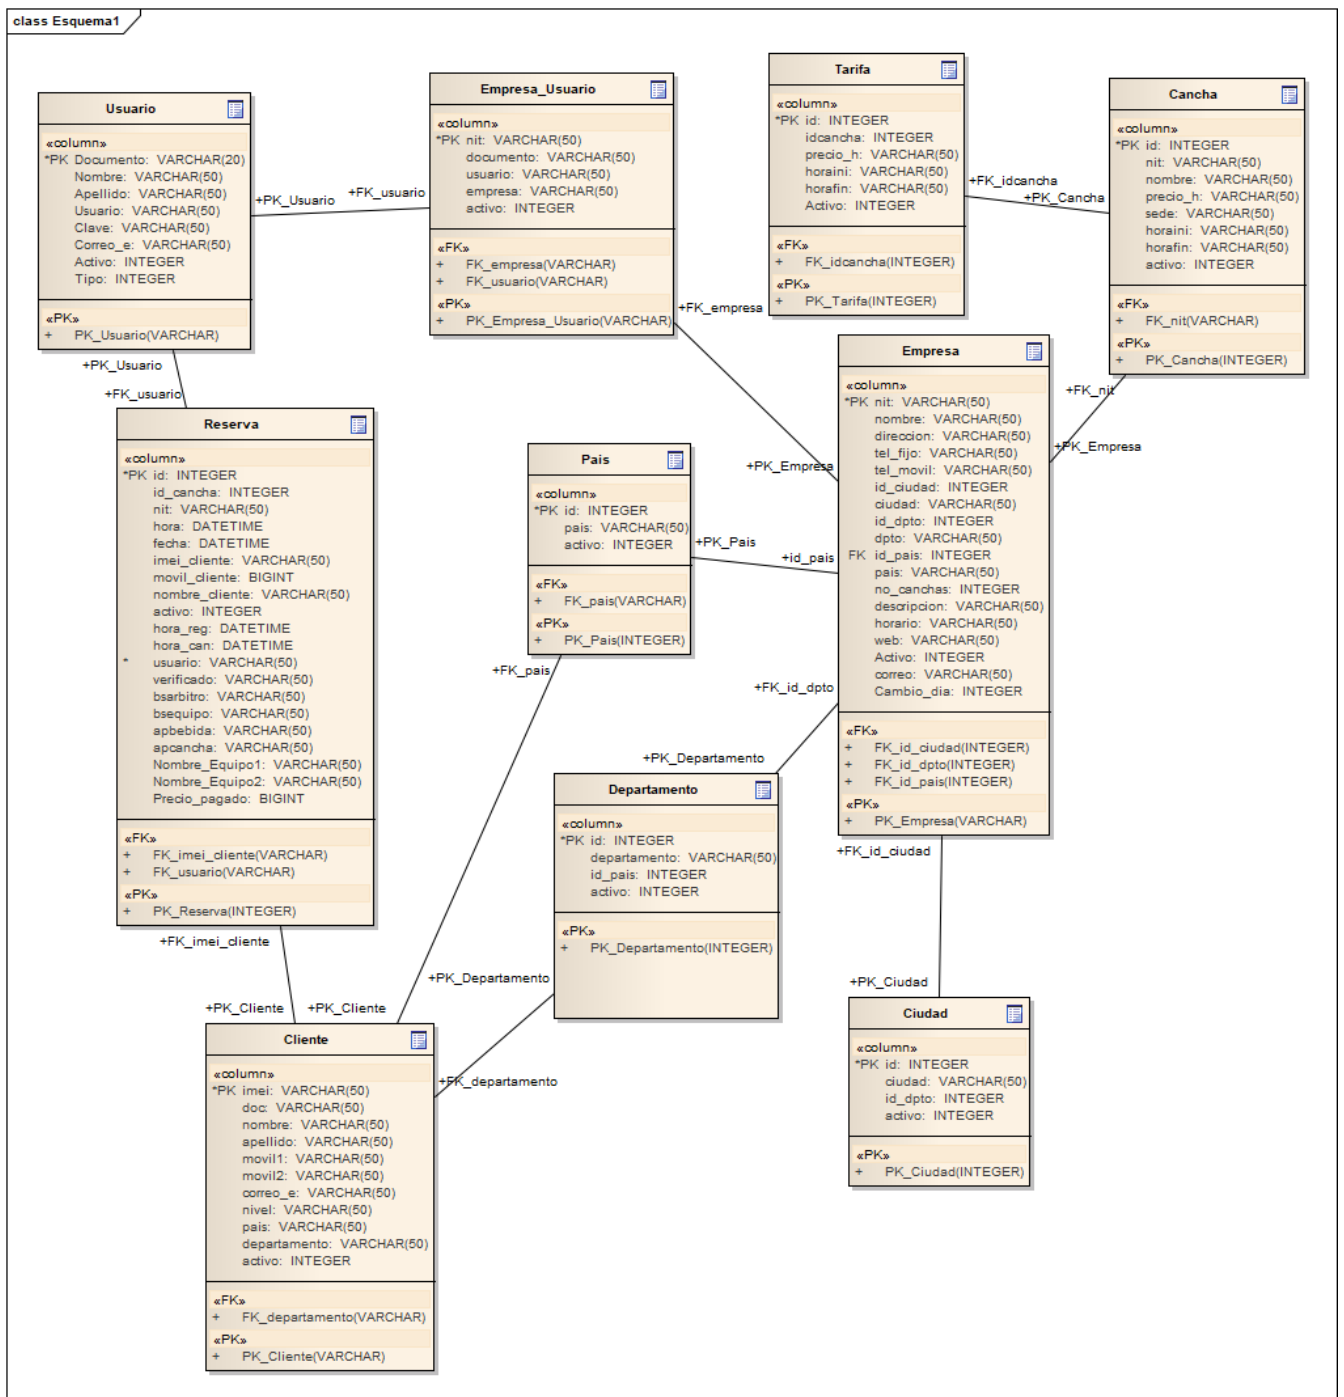 class Esquema1
Usuario
«column»
*PK Documento: VARCHAR(20)
Nombre: VARCHAR(50)
Apellido: VARCHAR(50)
Usuario: VARCHAR(50)
Clave: VARCHAR(50)
Correo_e: VARCHAR(50)
Activo: INTEGER
Tipo: INTEGER
«PK»
+ PK_Usuario(VARCHAR)
+PK_Usuario
+FK_usuario
Empresa_Usuario
«column»
*PK nit: VARCHAR(50)
documento: VARCHAR(50)
usuario: VARCHAR(50)
empresa: VARCHAR(50)
activo: INTEGER
«FK»
+ FK_empresa(VARCHAR)
+ FK_usuario(VARCHAR)
«PK»
+ PK_Empresa_Usuario(VARCHAR)
+FK_empresa
+PK_Empresa
Tarifa
«column»
*PK id: INTEGER
idcancha: INTEGER
precio_h: VARCHAR(50)
horaini: VARCHAR(50)
horafin: VARCHAR(50)
Activo: INTEGER
«FK»
+ FK_idcancha(INTEGER)
«PK»
+ PK_Tarifa(INTEGER)
+FK_idcancha
+PK_Cancha
Cancha
«column»
*PK id: INTEGER
nit: VARCHAR(50)
nombre: VARCHAR(50)
precio_h: VARCHAR(50)
sede: VARCHAR(50)
horaini: VARCHAR(50)
horafin: VARCHAR(50)
activo: INTEGER
«FK»
+ FK_nit(VARCHAR)
«PK»
+ PK_Cancha(INTEGER)
+FK_nit
+PK_Empresa
Empresa
«column»
*PK nit: VARCHAR(50)
nombre: VARCHAR(50)
direccion: VARCHAR(50)
tel_fijo: VARCHAR(50)
tel_movil: VARCHAR(50)
id_ciudad: INTEGER
ciudad: VARCHAR(50)
id_dpto: INTEGER
dpto: VARCHAR(50)
FK id_pais: INTEGER
pais: VARCHAR(50)
no_canchas: INTEGER
descripcion: VARCHAR(50)
horario: VARCHAR(50)
web: VARCHAR(50)
Activo: INTEGER
correo: VARCHAR(50)
Cambio_dia: INTEGER
«FK»
+ FK_id_ciudad(INTEGER)
+ FK_id_dpto(INTEGER)
+ FK_id_pais(INTEGER)
«PK»
+ PK_Empresa(VARCHAR)
+PK_Usuario
+FK_usuario
Reserva
«column»
*PK id: INTEGER
id_cancha: INTEGER
nit: VARCHAR(50)
hora: DATETIME
fecha: DATETIME
imei_cliente: VARCHAR(50)
movil_cliente: BIGINT
nombre_cliente: VARCHAR(50)
activo: INTEGER
hora_reg: DATETIME
hora_can: DATETIME
* usuario: VARCHAR(50)
verificado: VARCHAR(50)
bsarbitro: VARCHAR(50)
bsequipo: VARCHAR(50)
apbebida: VARCHAR(50)
apcancha: VARCHAR(50)
Nombre_Equipo1: VARCHAR(50)
Nombre_Equipo2: VARCHAR(50)
Precio_pagado: BIGINT
«FK»
+ FK_imei_cliente(VARCHAR)
+ FK_usuario(VARCHAR)
«PK»
+ PK_Reserva(INTEGER)
Pais
«column»
*PK id: INTEGER
pais: VARCHAR(50)
activo: INTEGER
«FK»
+ FK_pais(VARCHAR)
«PK»
+ PK_Pais(INTEGER)
+PK_Pais
+id_pais
+FK_pais
+FK_id_dpto
+PK_Departamento
Departamento
«column»
*PK id: INTEGER
departamento: VARCHAR(50)
id_pais: INTEGER
activo: INTEGER
«PK»
+ PK_Departamento(INTEGER)
+FK_id_ciudad
+PK_Ciudad
Ciudad
«column»
*PK id: INTEGER
ciudad: VARCHAR(50)
id_dpto: INTEGER
activo: INTEGER
«PK»
+ PK_Ciudad(INTEGER)
+FK_imei_cliente
+PK_Cliente
+PK_Cliente
+PK_Departamento
+FK_departamento
Cliente
«column»
*PK imei: VARCHAR(50)
doc: VARCHAR(50)
nombre: VARCHAR(50)
apellido: VARCHAR(50)
movil1: VARCHAR(50)
movil2: VARCHAR(50)
correo_e: VARCHAR(50)
nivel: VARCHAR(50)
pais: VARCHAR(50)
departamento: VARCHAR(50)
activo: INTEGER
«FK»
+ FK_departamento(VARCHAR)
«PK»
+ PK_Cliente(VARCHAR)